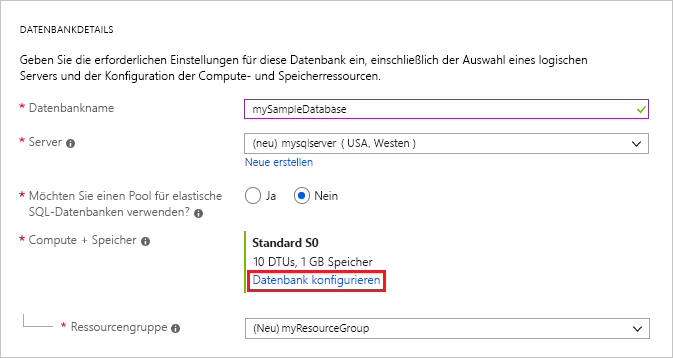 DATENBANKDETAILS
Geben Sie die erforderlichen Einstellungen für diese Datenbank ein, einschließlich der Auswahl eines logischen
Servers und der Konfiguration der Compute- und Speicherressourcen.
* Datenbankname
mySampleDatabase
* Server
(neu) mysqlserver ( USA, Westen )
Neue erstellen
* Möchten Sie einen Pool für elastische
SQL-Datenbanken verwenden?
Ja
Nein
* Compute + Speicher
Standard S0
10 DTUs, 1 GB Speicher
Datenbank konfigurieren
* Ressourcengruppe
(Neu) myResourceGroup